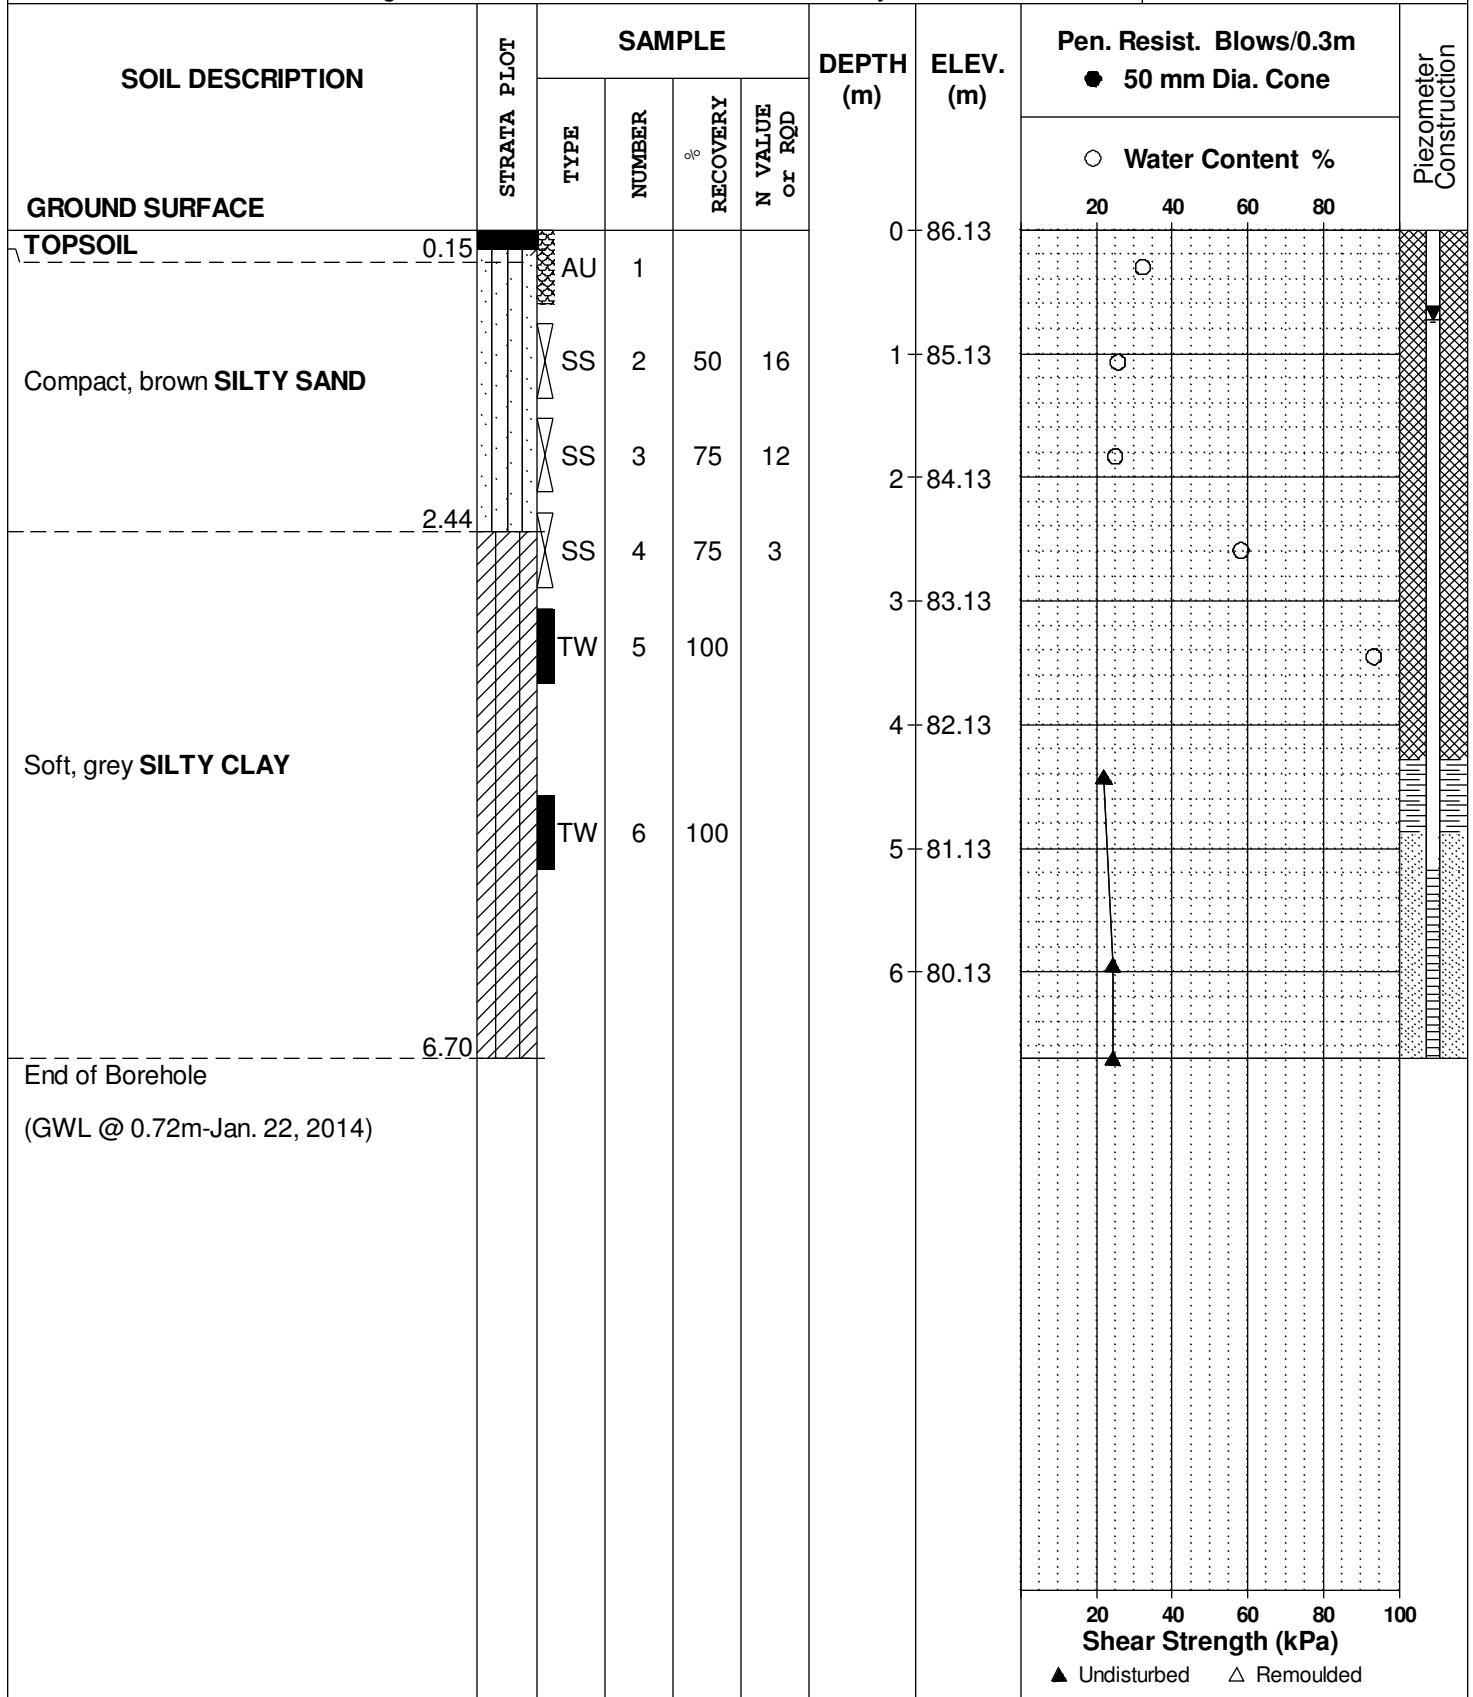 SOIL DESCRIPTION
GROUND SURFACE
STRATA PLOT
SAMPLE
TYPE
NUMBER
% RECOVERY
N VALUE or RQD
DEPTH (m)
ELEV. (m)
Pen. Resist. Blows/0.3m
● 50 mm Dia. Cone
○ Water Content %
20 40 60 80
Piezometer Construction
TOPSOIL 0.15
0 86.13
AU 1
Compact, brown SILTY SAND
SS 2 50 16
1 85.13
SS 3 75 12
2 84.13
2.44
SS 4 75 3
3 83.13
TW 5 100
4 82.13
Soft, grey SILTY CLAY
TW 6 100
5 81.13
6 80.13
6.70
End of Borehole
(GWL @ 0.72m-Jan. 22, 2014)
20 40 60 80 100
Shear Strength (kPa)
▲ Undisturbed △ Remoulded